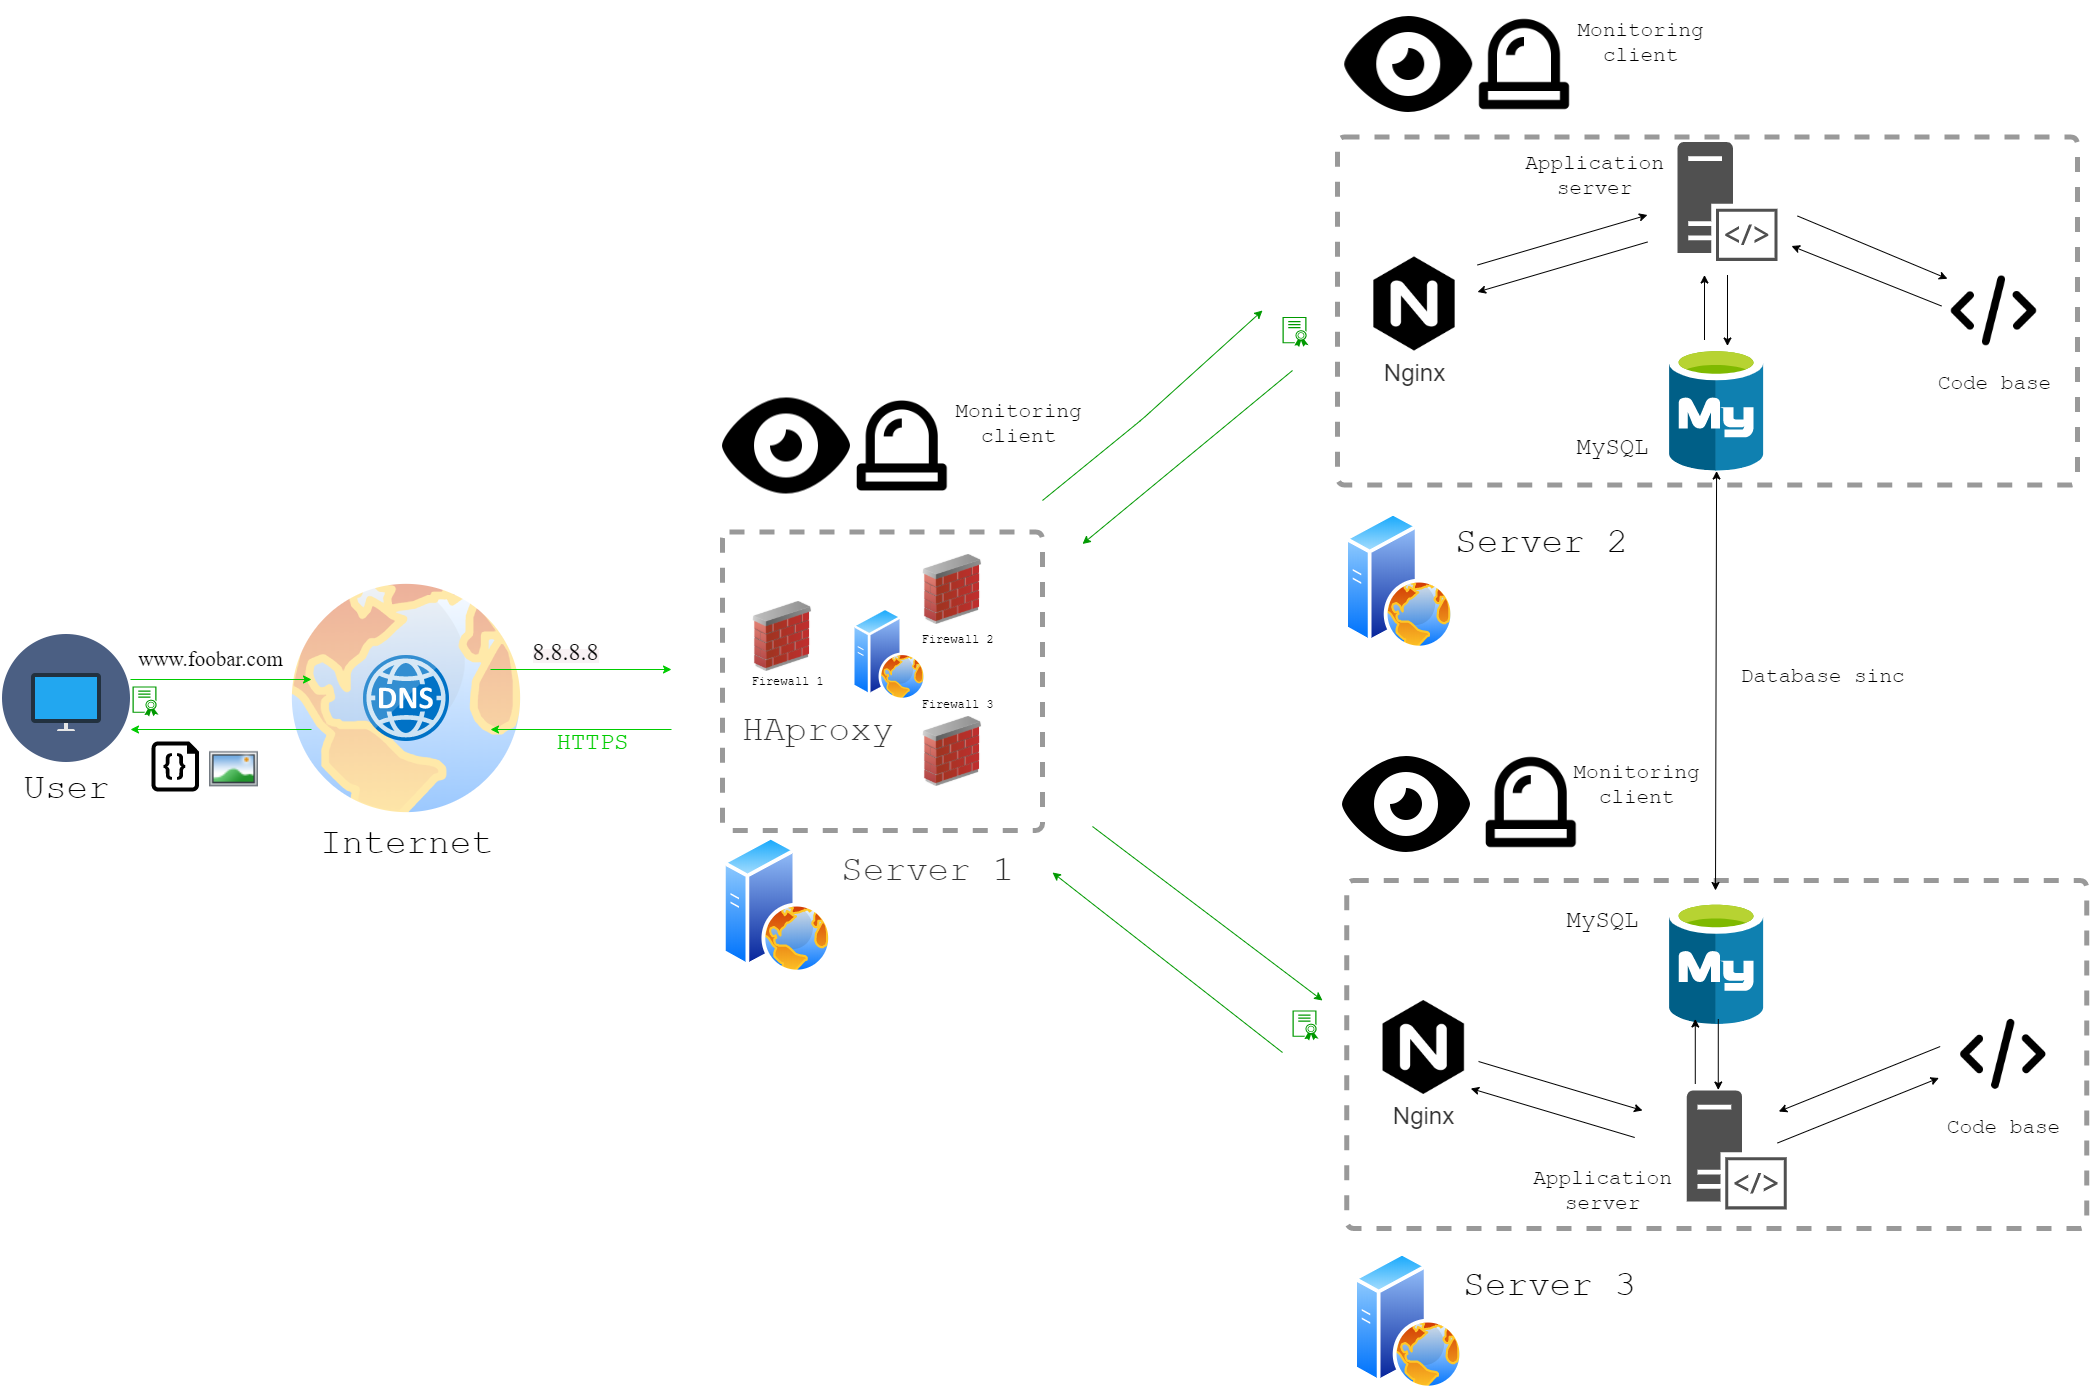 Monitoring
client
Application
server
</>
Nginx
My
MySQL
Code base
Server 2
Monitoring
client
Firewall 1
Firewall 2
Firewall 3
HAproxy
Server 1
www.foobar.com
DNS
8.8.8.8
HTTPS
{}
User
Internet
Database sinc
Monitoring
client
MySQL
My
Nginx
Code base
Application
server
</>
Server 3